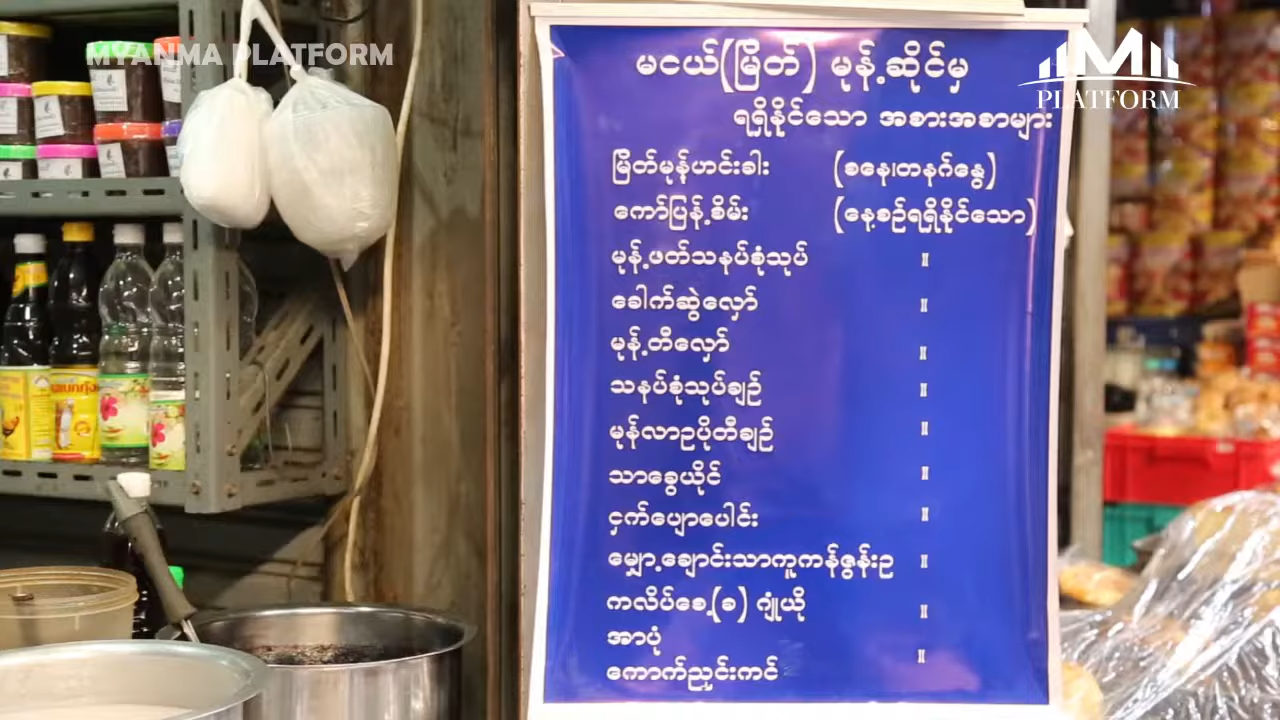 MYANMA PLATFORM
M
PLATFORM
မငယ်(မြိတ်) မုန့်ဆိုင်မှ
ရရှိနိုင်သော အစားအစာများ
မြိတ်မုန့်ဟင်းခါး (စနေ၊တနင်္ဂနွေ)
ကော်ပြန့်စိမ်း (နေ့စဉ်ရရှိနိုင်သော)
မုန့်ဖတ်သနပ်စုံသုပ် "
ခေါက်ဆွဲလှော် "
မုန့်တီလှော် "
သနပ်စုံသုပ်ချဉ် "
မုန်လာဥပိုတီချဉ် "
သာခွေယိုင် "
ငှက်ပျောပေါင်း "
မျှော့ချောင်းသာကူကန်ဇွန်းဥ "
ကလိပ်စေ့(ခ) ဂျုံယို "
အာပုံ
ကောက်ညှင်းကင် "